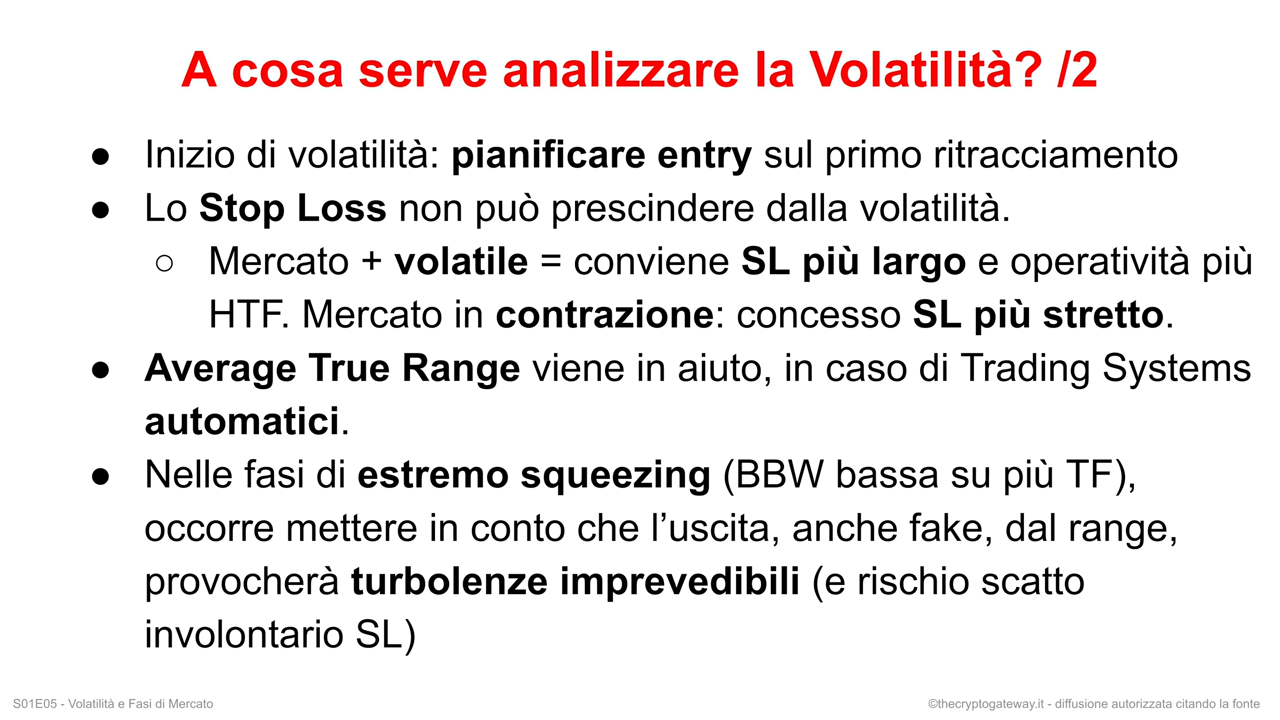 A cosa serve analizzare la Volatilità? /2
● Inizio di volatilità: pianificare entry sul primo ritracciamento
● Lo Stop Loss non può prescindere dalla volatilità.
○ Mercato + volatile = conviene SL più largo e operatività più
HTF. Mercato in contrazione: concesso SL più stretto.
● Average True Range viene in aiuto, in caso di Trading Systems
automatici.
● Nelle fasi di estremo squeezing (BBW bassa su più TF),
occorre mettere in conto che l’uscita, anche fake, dal range,
provocherà turbolenze imprevedibili (e rischio scatto
involontario SL)
S01E05 - Volatilità e Fasi di Mercato
©thecryptogateway.it - diffusione autorizzata citando la fonte